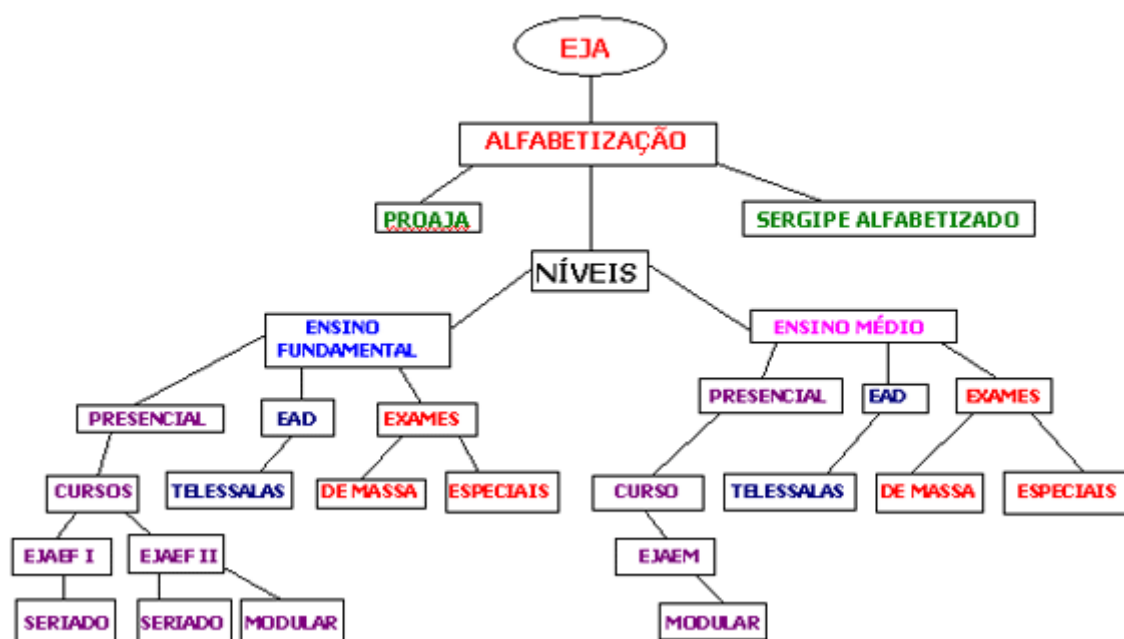 EJA
ALFABETIZAÇÃO
PROAJA
SERGIPE ALFABETIZADO
NÍVEIS
ENSINO
FUNDAMENTAL
ENSINO MÉDIO
PRESENCIAL
EAD
EXAMES
PRESENCIAL
EAD
EXAMES
CURSOS
TELESSALAS
DE MASSA
ESPECIAIS
CURSO
TELESSALAS
DE MASSA
ESPECIAIS
EJAEF I
EJAEF II
EJAEM
SERIADO
SERIADO
MODULAR
MODULAR